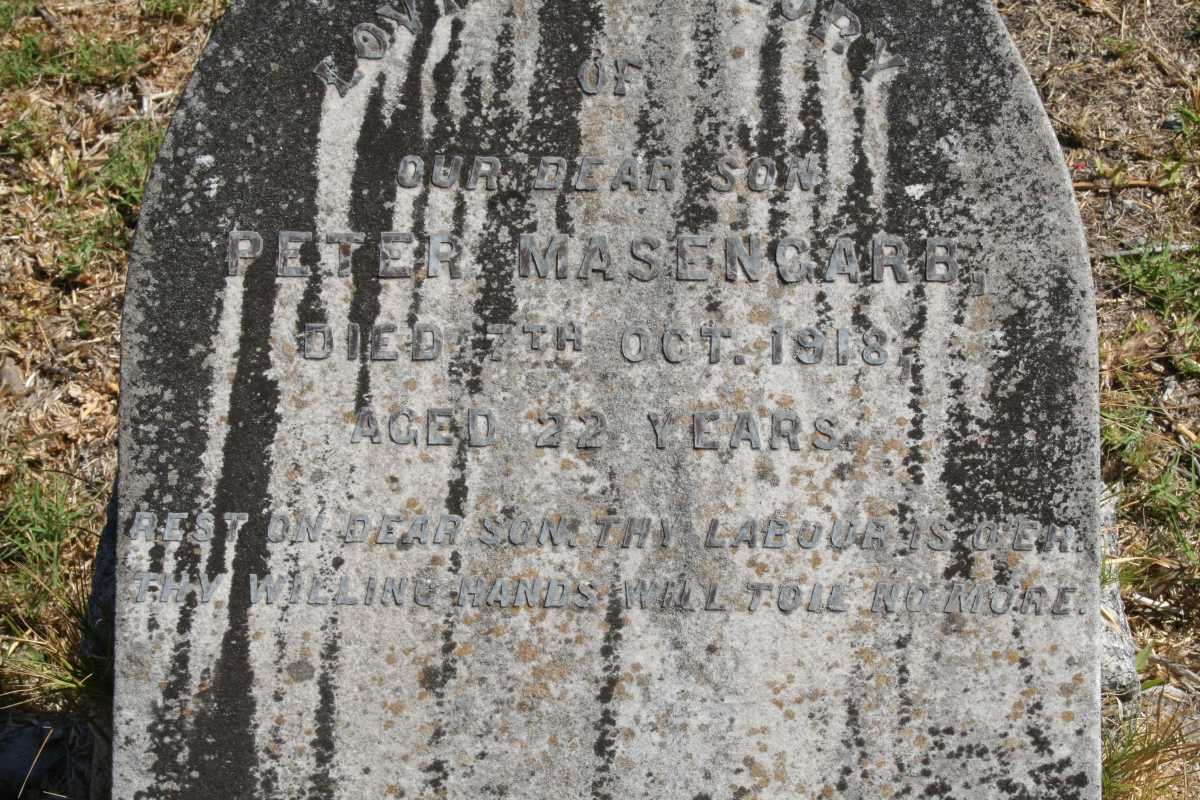 OF
OUR DEAR SON
PETER MASENGARB,
DIED 7TH OCT. 1918,
AGED 22 YEARS.
REST ON DEAR SON, THY LABOUR IS O'ER.
THY WILLING HANDS WILL TOIL NO MORE.